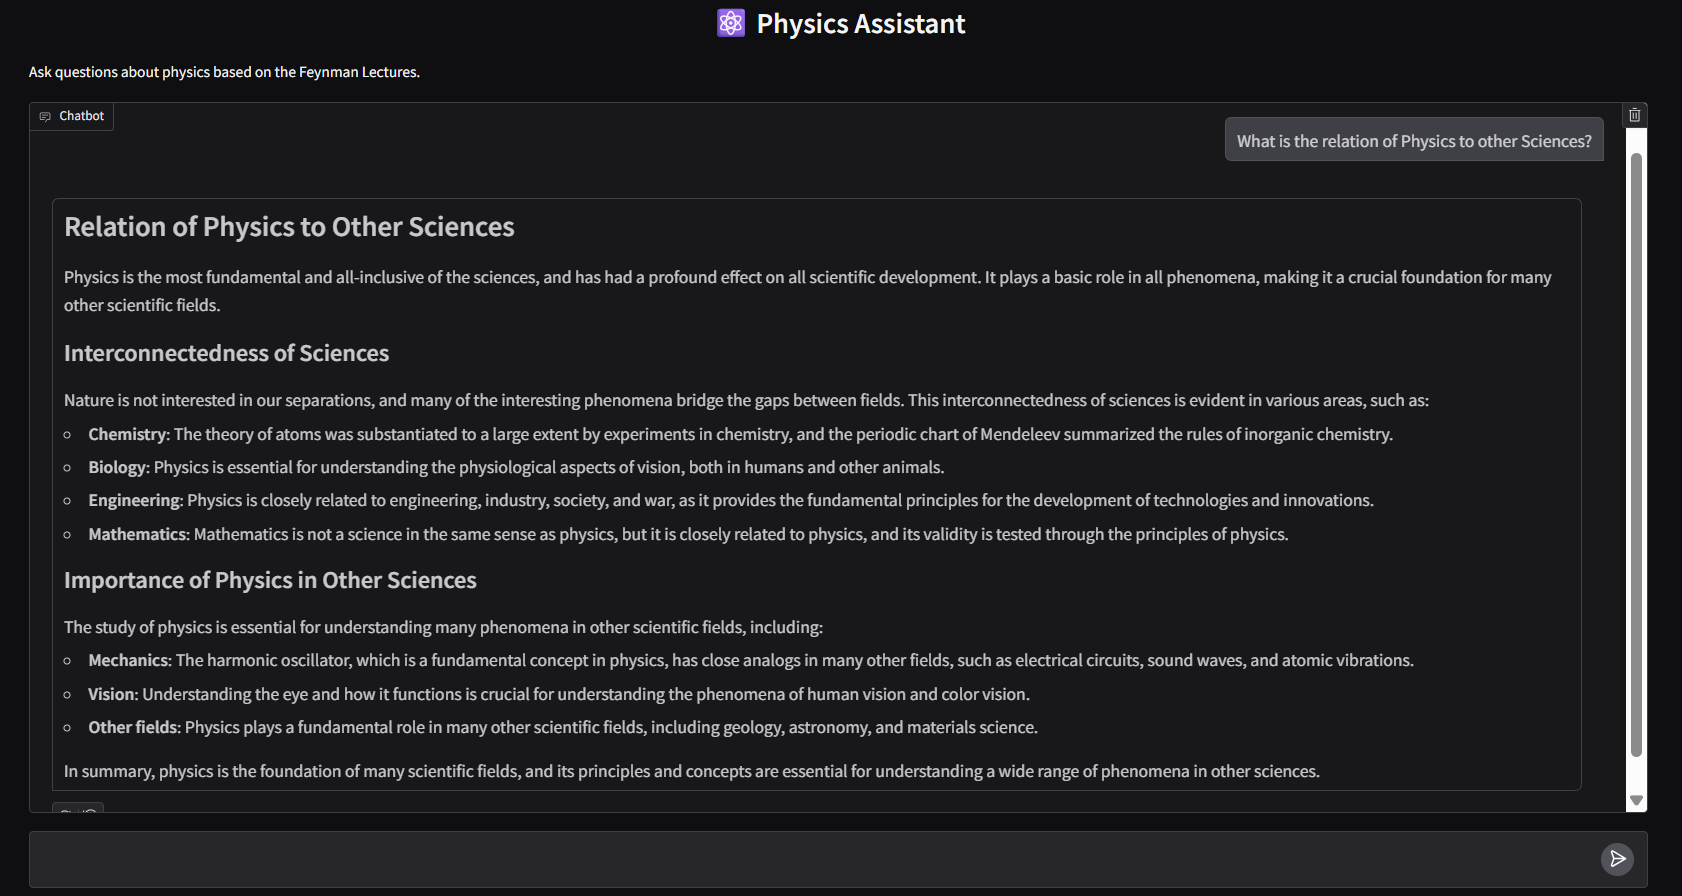 Physics Assistant
Ask questions about physics based on the Feynman Lectures.
Chatbot
What is the relation of Physics to other Sciences?
Relation of Physics to Other Sciences
Physics is the most fundamental and all-inclusive of the sciences, and has had a profound effect on all scientific development. It plays a basic role in all phenomena, making it a crucial foundation for many
other scientific fields.
Interconnectedness of Sciences
Nature is not interested in our separations, and many of the interesting phenomena bridge the gaps between fields. This interconnectedness of sciences is evident in various areas, such as:
Chemistry: The theory of atoms was substantiated to a large extent by experiments in chemistry, and the periodic chart of Mendeleev summarized the rules of inorganic chemistry.
Biology: Physics is essential for understanding the physiological aspects of vision, both in humans and other animals.
Engineering: Physics is closely related to engineering, industry, society, and war, as it provides the fundamental principles for the development of technologies and innovations.
Mathematics: Mathematics is not a science in the same sense as physics, but it is closely related to physics, and its validity is tested through the principles of physics.
Importance of Physics in Other Sciences
The study of physics is essential for understanding many phenomena in other scientific fields, including:
Mechanics: The harmonic oscillator, which is a fundamental concept in physics, has close analogs in many other fields, such as electrical circuits, sound waves, and atomic vibrations.
Vision: Understanding the eye and how it functions is crucial for understanding the phenomena of human vision and color vision.
Other fields: Physics plays a fundamental role in many other scientific fields, including geology, astronomy, and materials science.
In summary, physics is the foundation of many scientific fields, and its principles and concepts are essential for understanding a wide range of phenomena in other sciences.